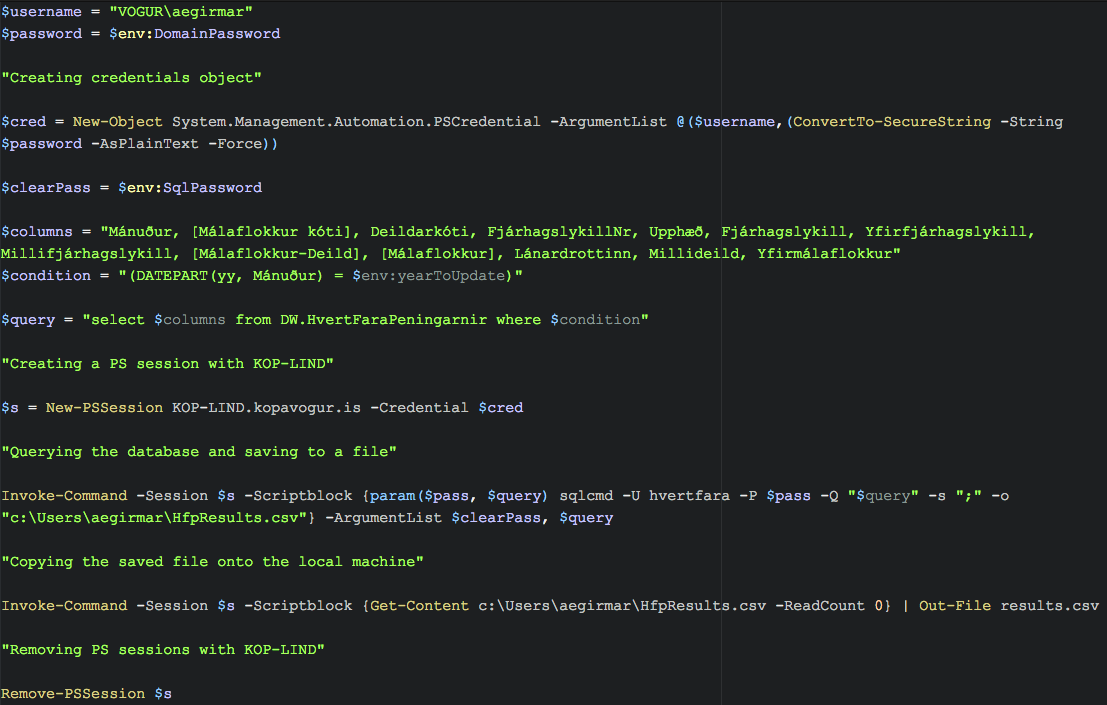 $username = "VOGUR\aegirmar"
$password = $env:DomainPassword
"Creating credentials object"
$cred = New-Object System.Management.Automation.PSCredential -ArgumentList @($username,(ConvertTo-SecureString -String
$password -AsPlainText -Force))
$clearPass = $env:SqlPassword
$columns = "Mánuður, [Málaflokkur kóti], Deildarkóti, FjárhagslykillNr, Upphæð, Fjárhagslykill, Yfirfjárhagslykill,
Millifjárhagslykill, [Málaflokkur-Deild], [Málaflokkur], Lánardrottinn, Millideild, Yfirmálaflokkur"
$condition = "(DATEPART(yy, Mánuður) = $env:yearToUpdate)"
$query = "select $columns from DW.HvertFaraPeningarnir where $condition"
"Creating a PS session with KOP-LIND"
$s = New-PSSession KOP-LIND.kopavogur.is -Credential $cred
"Querying the database and saving to a file"
Invoke-Command -Session $s -Scriptblock {param($pass, $query) sqlcmd -U hvertfara -P $pass -Q "$query" -s ";" -o
"c:\Users\aegirmar\HfpResults.csv"} -ArgumentList $clearPass, $query
"Copying the saved file onto the local machine"
Invoke-Command -Session $s -Scriptblock {Get-Content c:\Users\aegirmar\HfpResults.csv -ReadCount 0} | Out-File results.csv
"Removing PS sessions with KOP-LIND"
Remove-PSSession $s